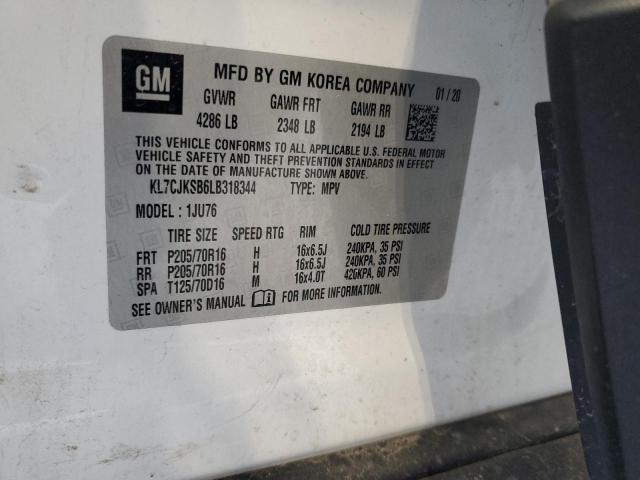 GM
MFD BY GM KOREA COMPANY 01/20
GVWR GAWR FRT GAWR RR
4286 LB 2348 LB 2194 LB
THIS VEHICLE CONFORMS TO ALL APPLICABLE U.S. FEDERAL MOTOR
VEHICLE SAFETY AND THEFT PREVENTION STANDARDS IN EFFECT
ON THE DATE OF MANUFACTURE SHOWN ABOVE.
KL7CJKSB6LB318344 TYPE: MPV
MODEL: 1JU76
TIRE SIZE SPEED RTG RIM COLD TIRE PRESSURE
FRT P205/70R16 H 16x6.5J 240KPA, 35 PSI
RR P205/70R16 H 16x6.5J 240KPA, 35 PSI
SPA T125/70D16 M 16x4.0T 420KPA, 60 PSI
SEE OWNER'S MANUAL FOR MORE INFORMATION.